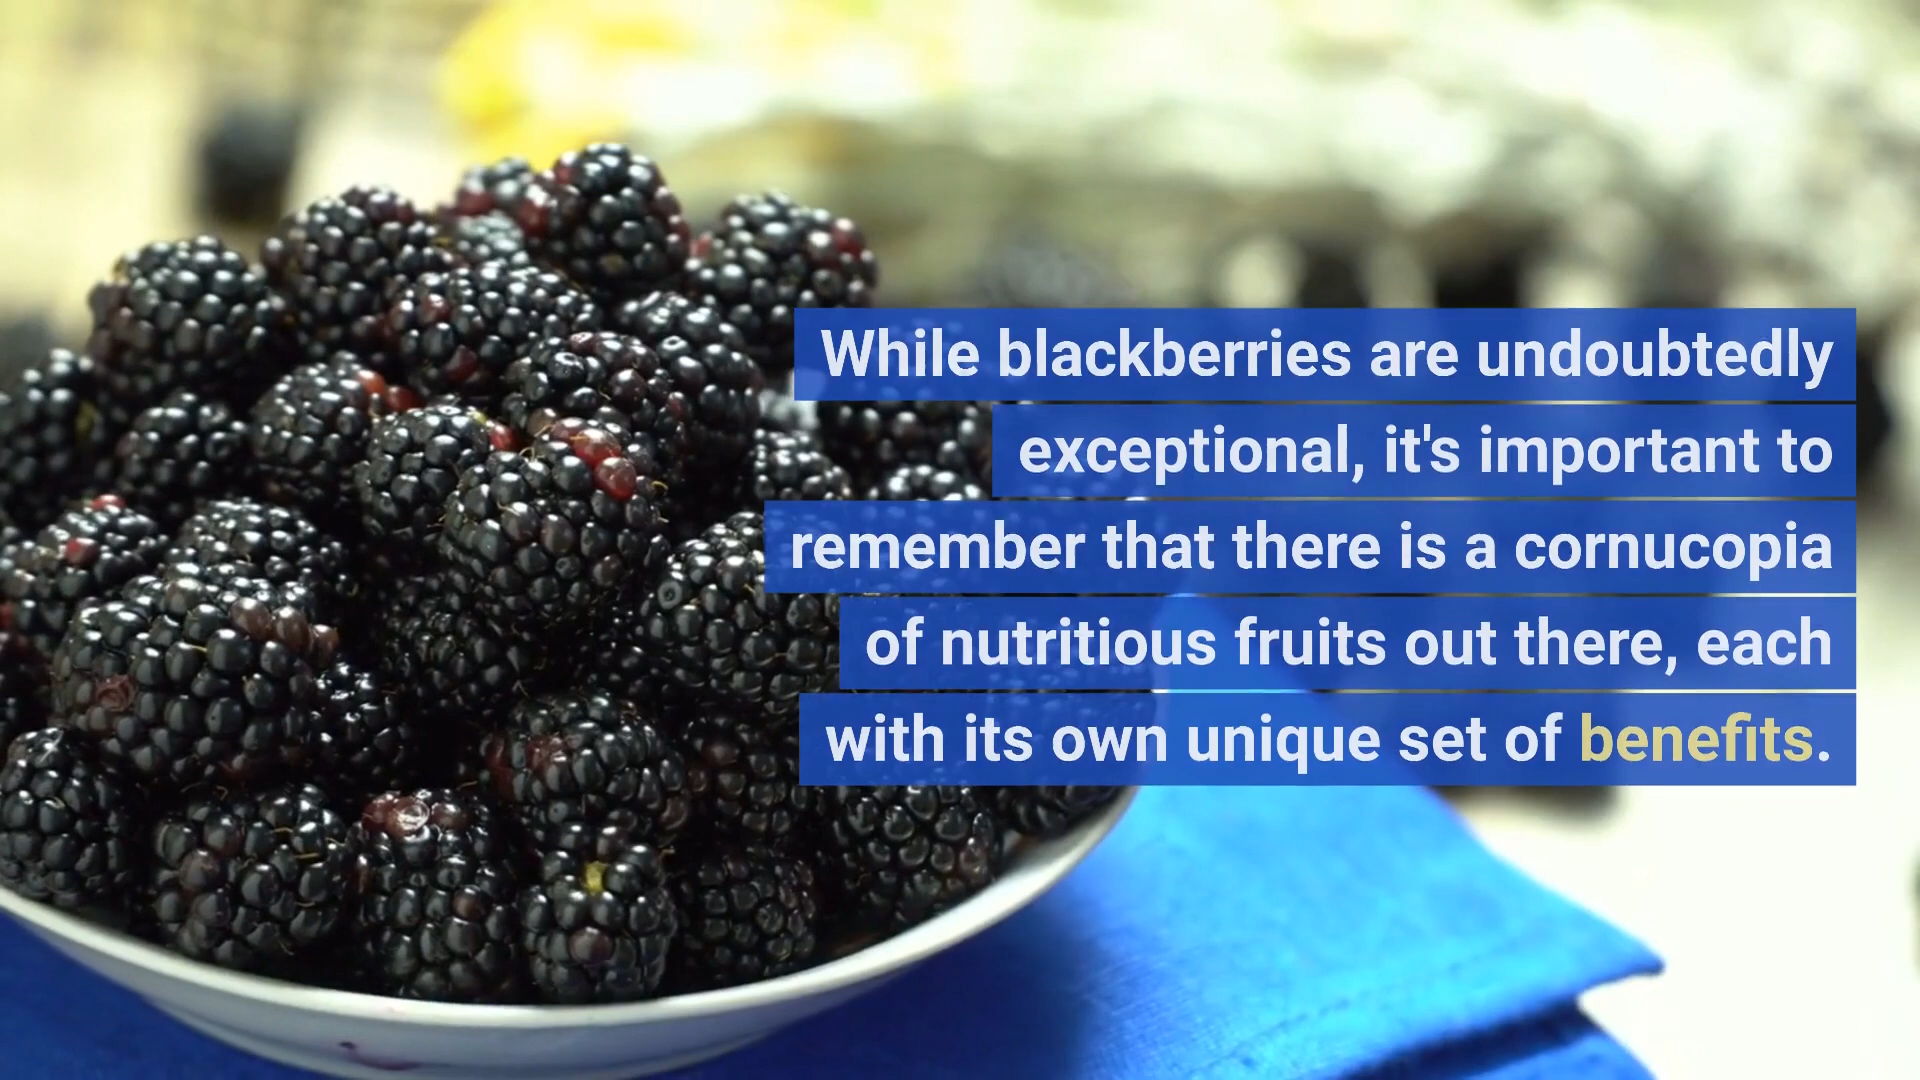 While blackberries are undoubtedly
exceptional, it's important to
remember that there is a cornucopia
of nutritious fruits out there, each
with its own unique set of benefits.